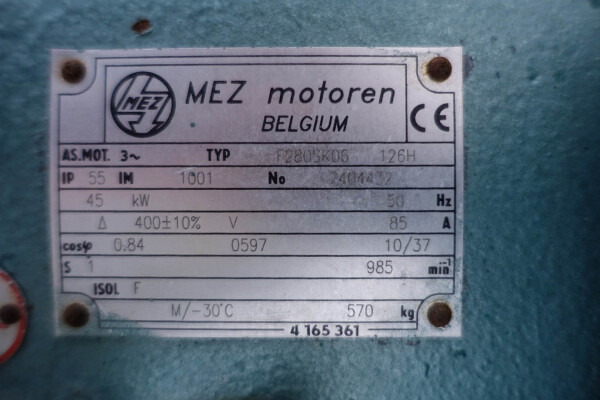 MEZ
MEZ motoren
BELGIUM
CE
AS.MOT. 3~ TYP F280SK06 126H
IP 55 IM 1001 No 2404432
45 kW 50 Hz
Δ 400±10% V 85 A
cosφ 0.84 0597 10/37
S 1 985 min⁻¹
ISOL F
M/-30°C 570 kg
4 165 361